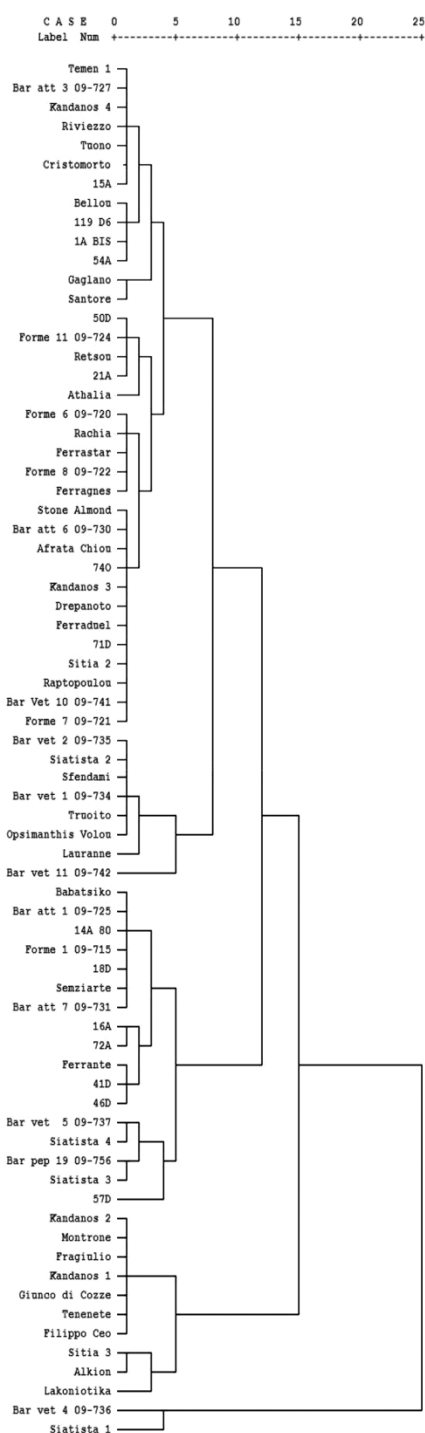 C A S E 0 5 10 15 20 25
Label Num +---------+---------+---------+---------+---------+
Temen 1
Bar att 3 09-727
Kandanos 4
Riviezzo
Tuono
Cristomorto
15A
Bellou
119 D6
1A BIS
54A
Gaglano
Santore
50D
Forme 11 09-724
Retsou
21A
Athalia
Forme 6 09-720
Rachia
Ferrastar
Forme 8 09-722
Ferragnes
Stone Almond
Bar att 6 09-730
Afrata Chiou
74O
Kandanos 3
Drepanoto
Ferraduel
71D
Sitia 2
Raptopoulou
Bar Vet 10 09-741
Forme 7 09-721
Bar vet 2 09-735
Siatista 2
Sfendami
Bar vet 1 09-734
Truoito
Opsimanthis Volou
Lauranne
Bar vet 11 09-742
Babatsiko
Bar att 1 09-725
14A 80
Forme 1 09-715
18D
Semziarte
Bar att 7 09-731
16A
72A
Ferrante
41D
46D
Bar vet 5 09-737
Siatista 4
Bar pep 19 09-756
Siatista 3
57D
Kandanos 2
Montrone
Fragiulio
Kandanos 1
Giunco di Cozze
Tenenete
Filippo Ceo
Sitia 3
Alkion
Lakoniotika
Bar vet 4 09-736
Siatista 1